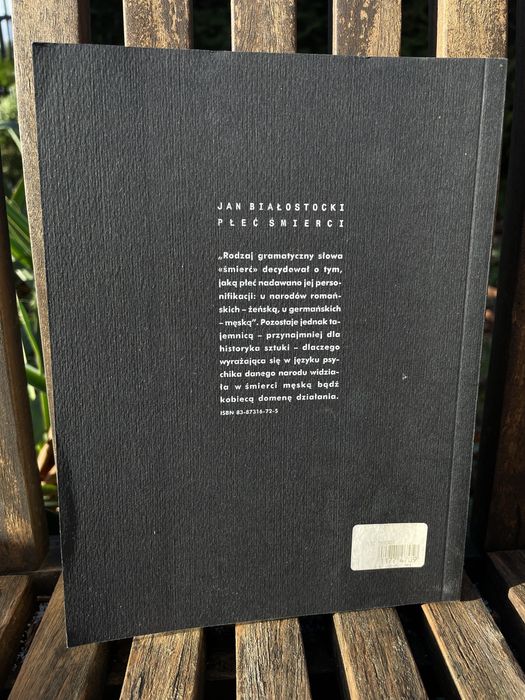 JAN BIAŁOSTOCKI
PŁEĆ ŚMIERCI
„Rodzaj gramatyczny słowa
«śmierć» decydował o tym,
jaką płeć nadawano jej perso-
nifikacji: u narodów romań-
skich – żeńską, u germańskich
– męską”. Pozostaje jednak ta-
jemnicą – przynajmniej dla
historyka sztuki – dlaczego
wyrażająca się w języku psy-
chika danego narodu widzia-
ła w śmierci męską bądź
kobiecą domenę działania.
ISBN 83-87316-72-5